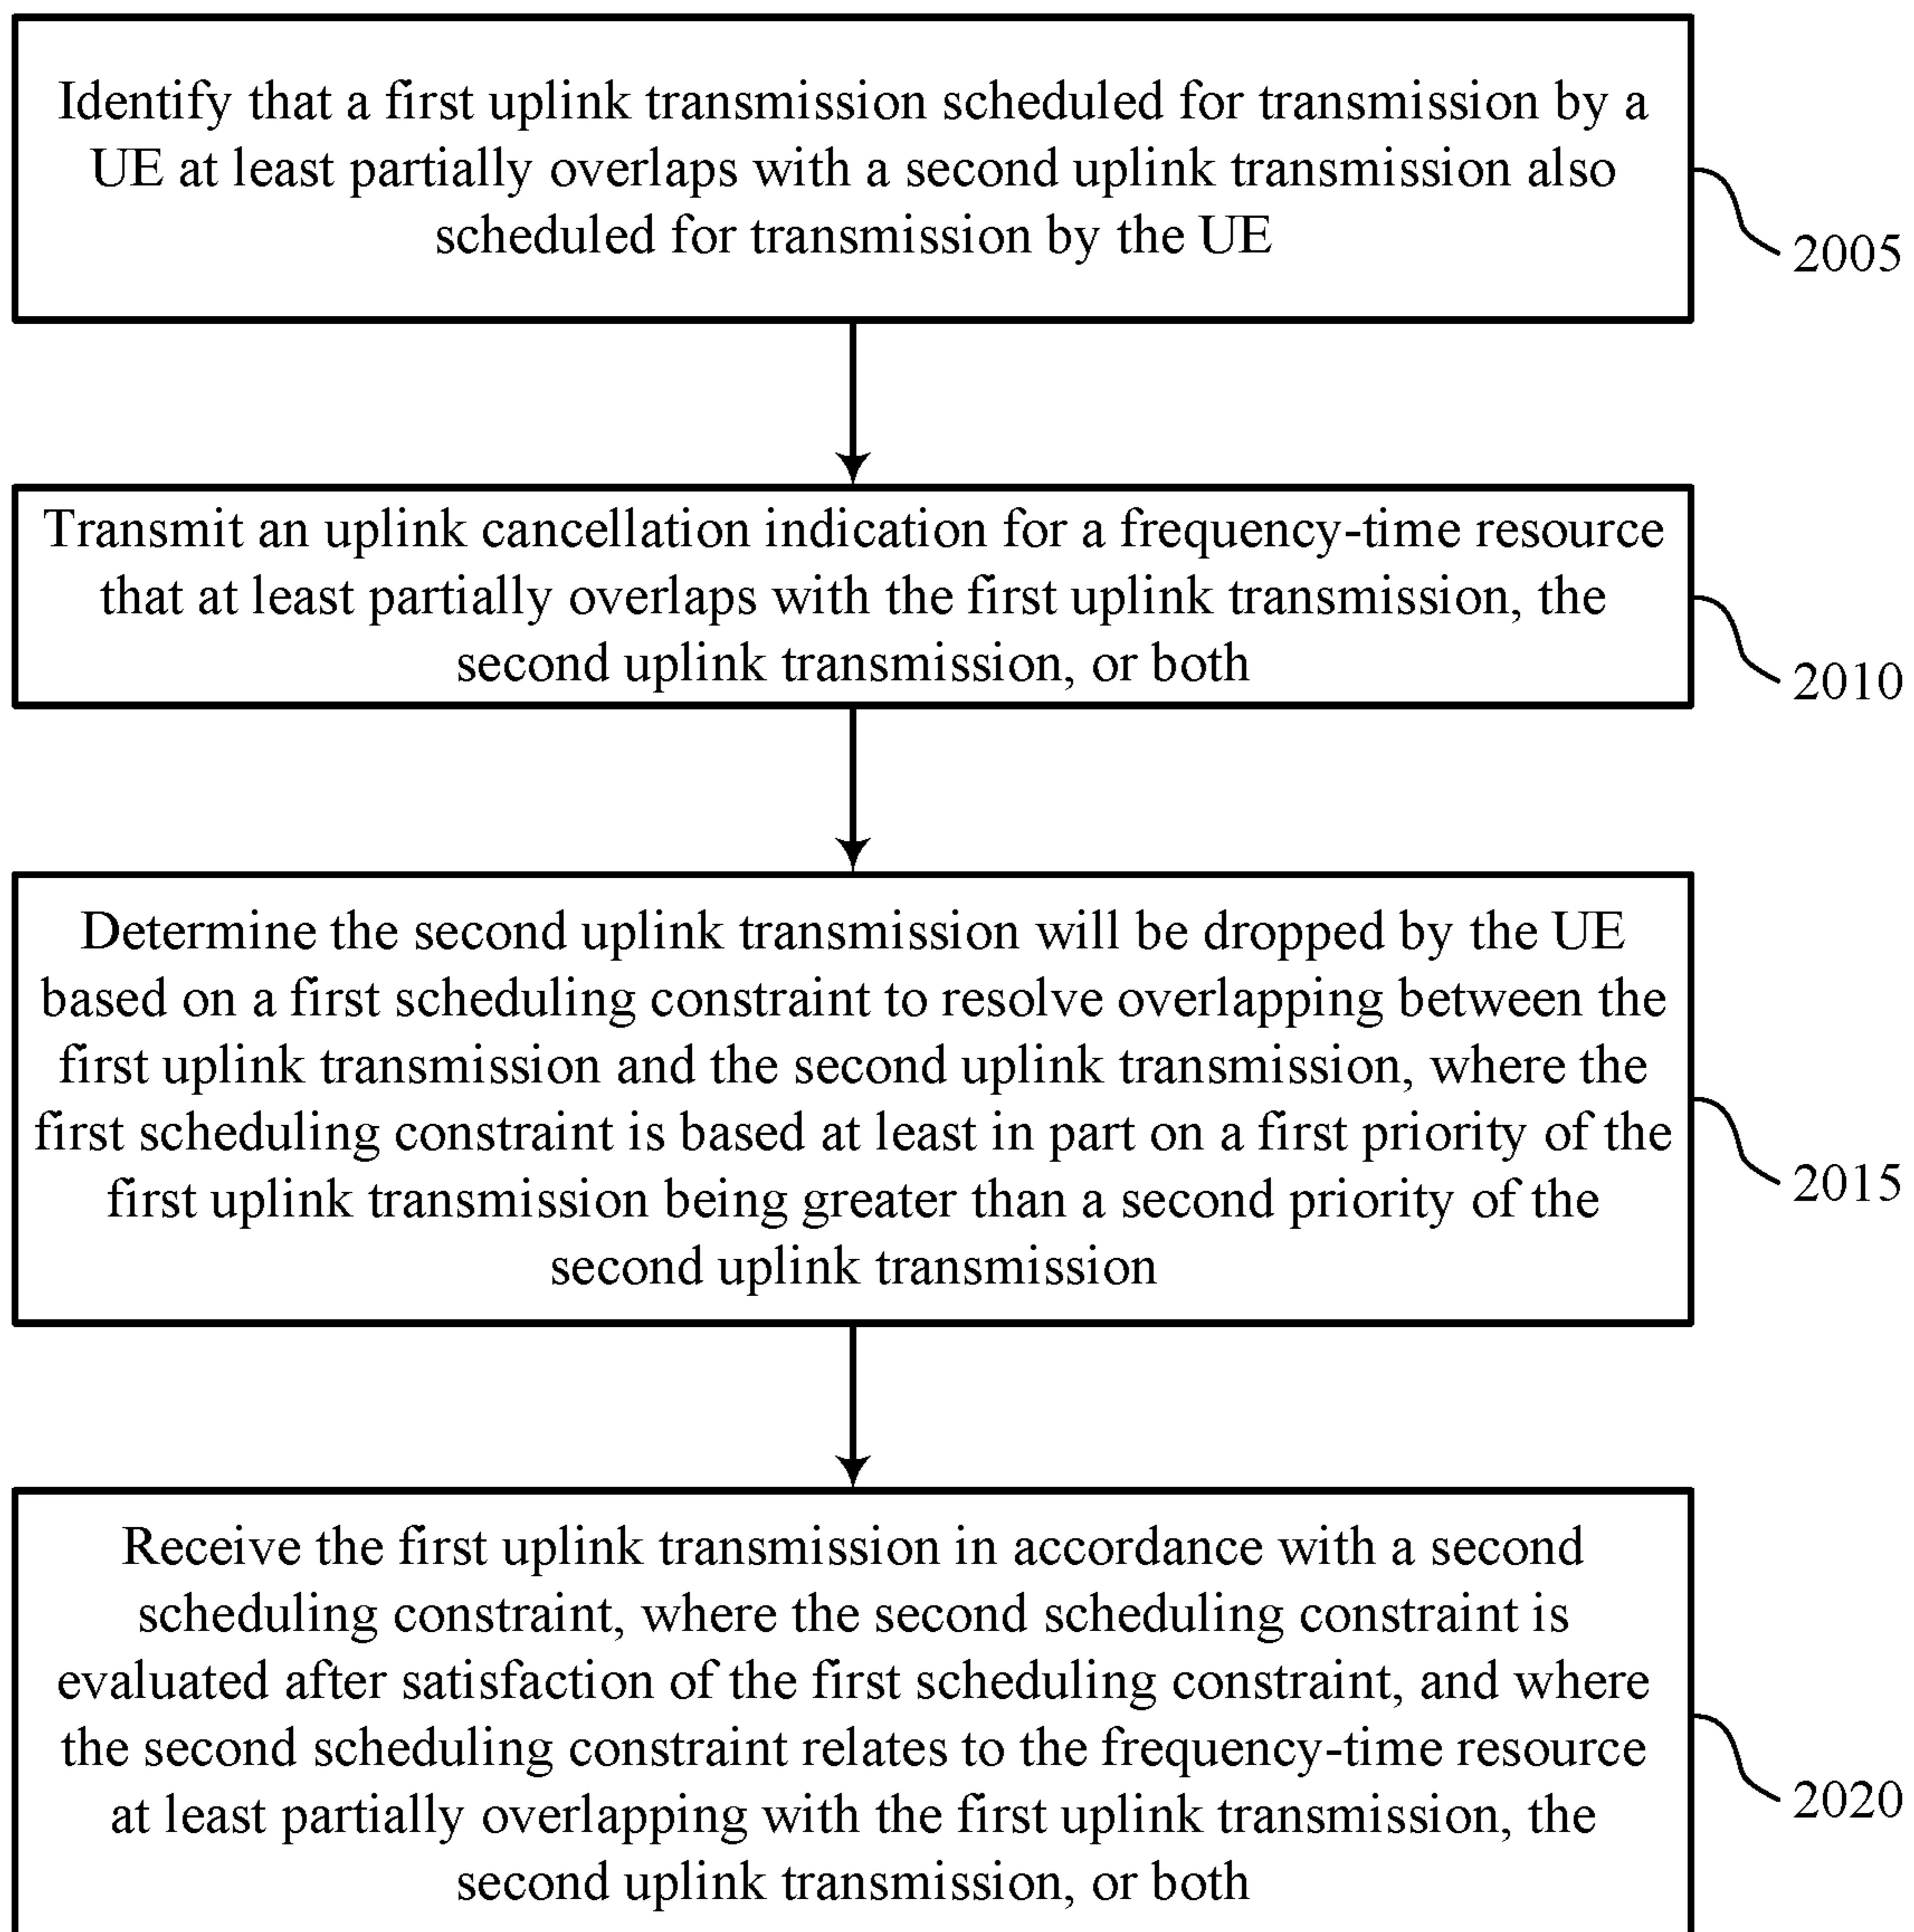 Identify that a first uplink transmission scheduled for transmission by a
UE at least partially overlaps with a second uplink transmission also
scheduled for transmission by the UE
2005
Transmit an uplink cancellation indication for a frequency-time resource
that at least partially overlaps with the first uplink transmission, the
second uplink transmission, or both
2010
Determine the second uplink transmission will be dropped by the UE
based on a first scheduling constraint to resolve overlapping between the
first uplink transmission and the second uplink transmission, where the
first scheduling constraint is based at least in part on a first priority of the
first uplink transmission being greater than a second priority of the
second uplink transmission
2015
Receive the first uplink transmission in accordance with a second
scheduling constraint, where the second scheduling constraint is
evaluated after satisfaction of the first scheduling constraint, and where
the second scheduling constraint relates to the frequency-time resource
at least partially overlapping with the first uplink transmission, the
second uplink transmission, or both
2020